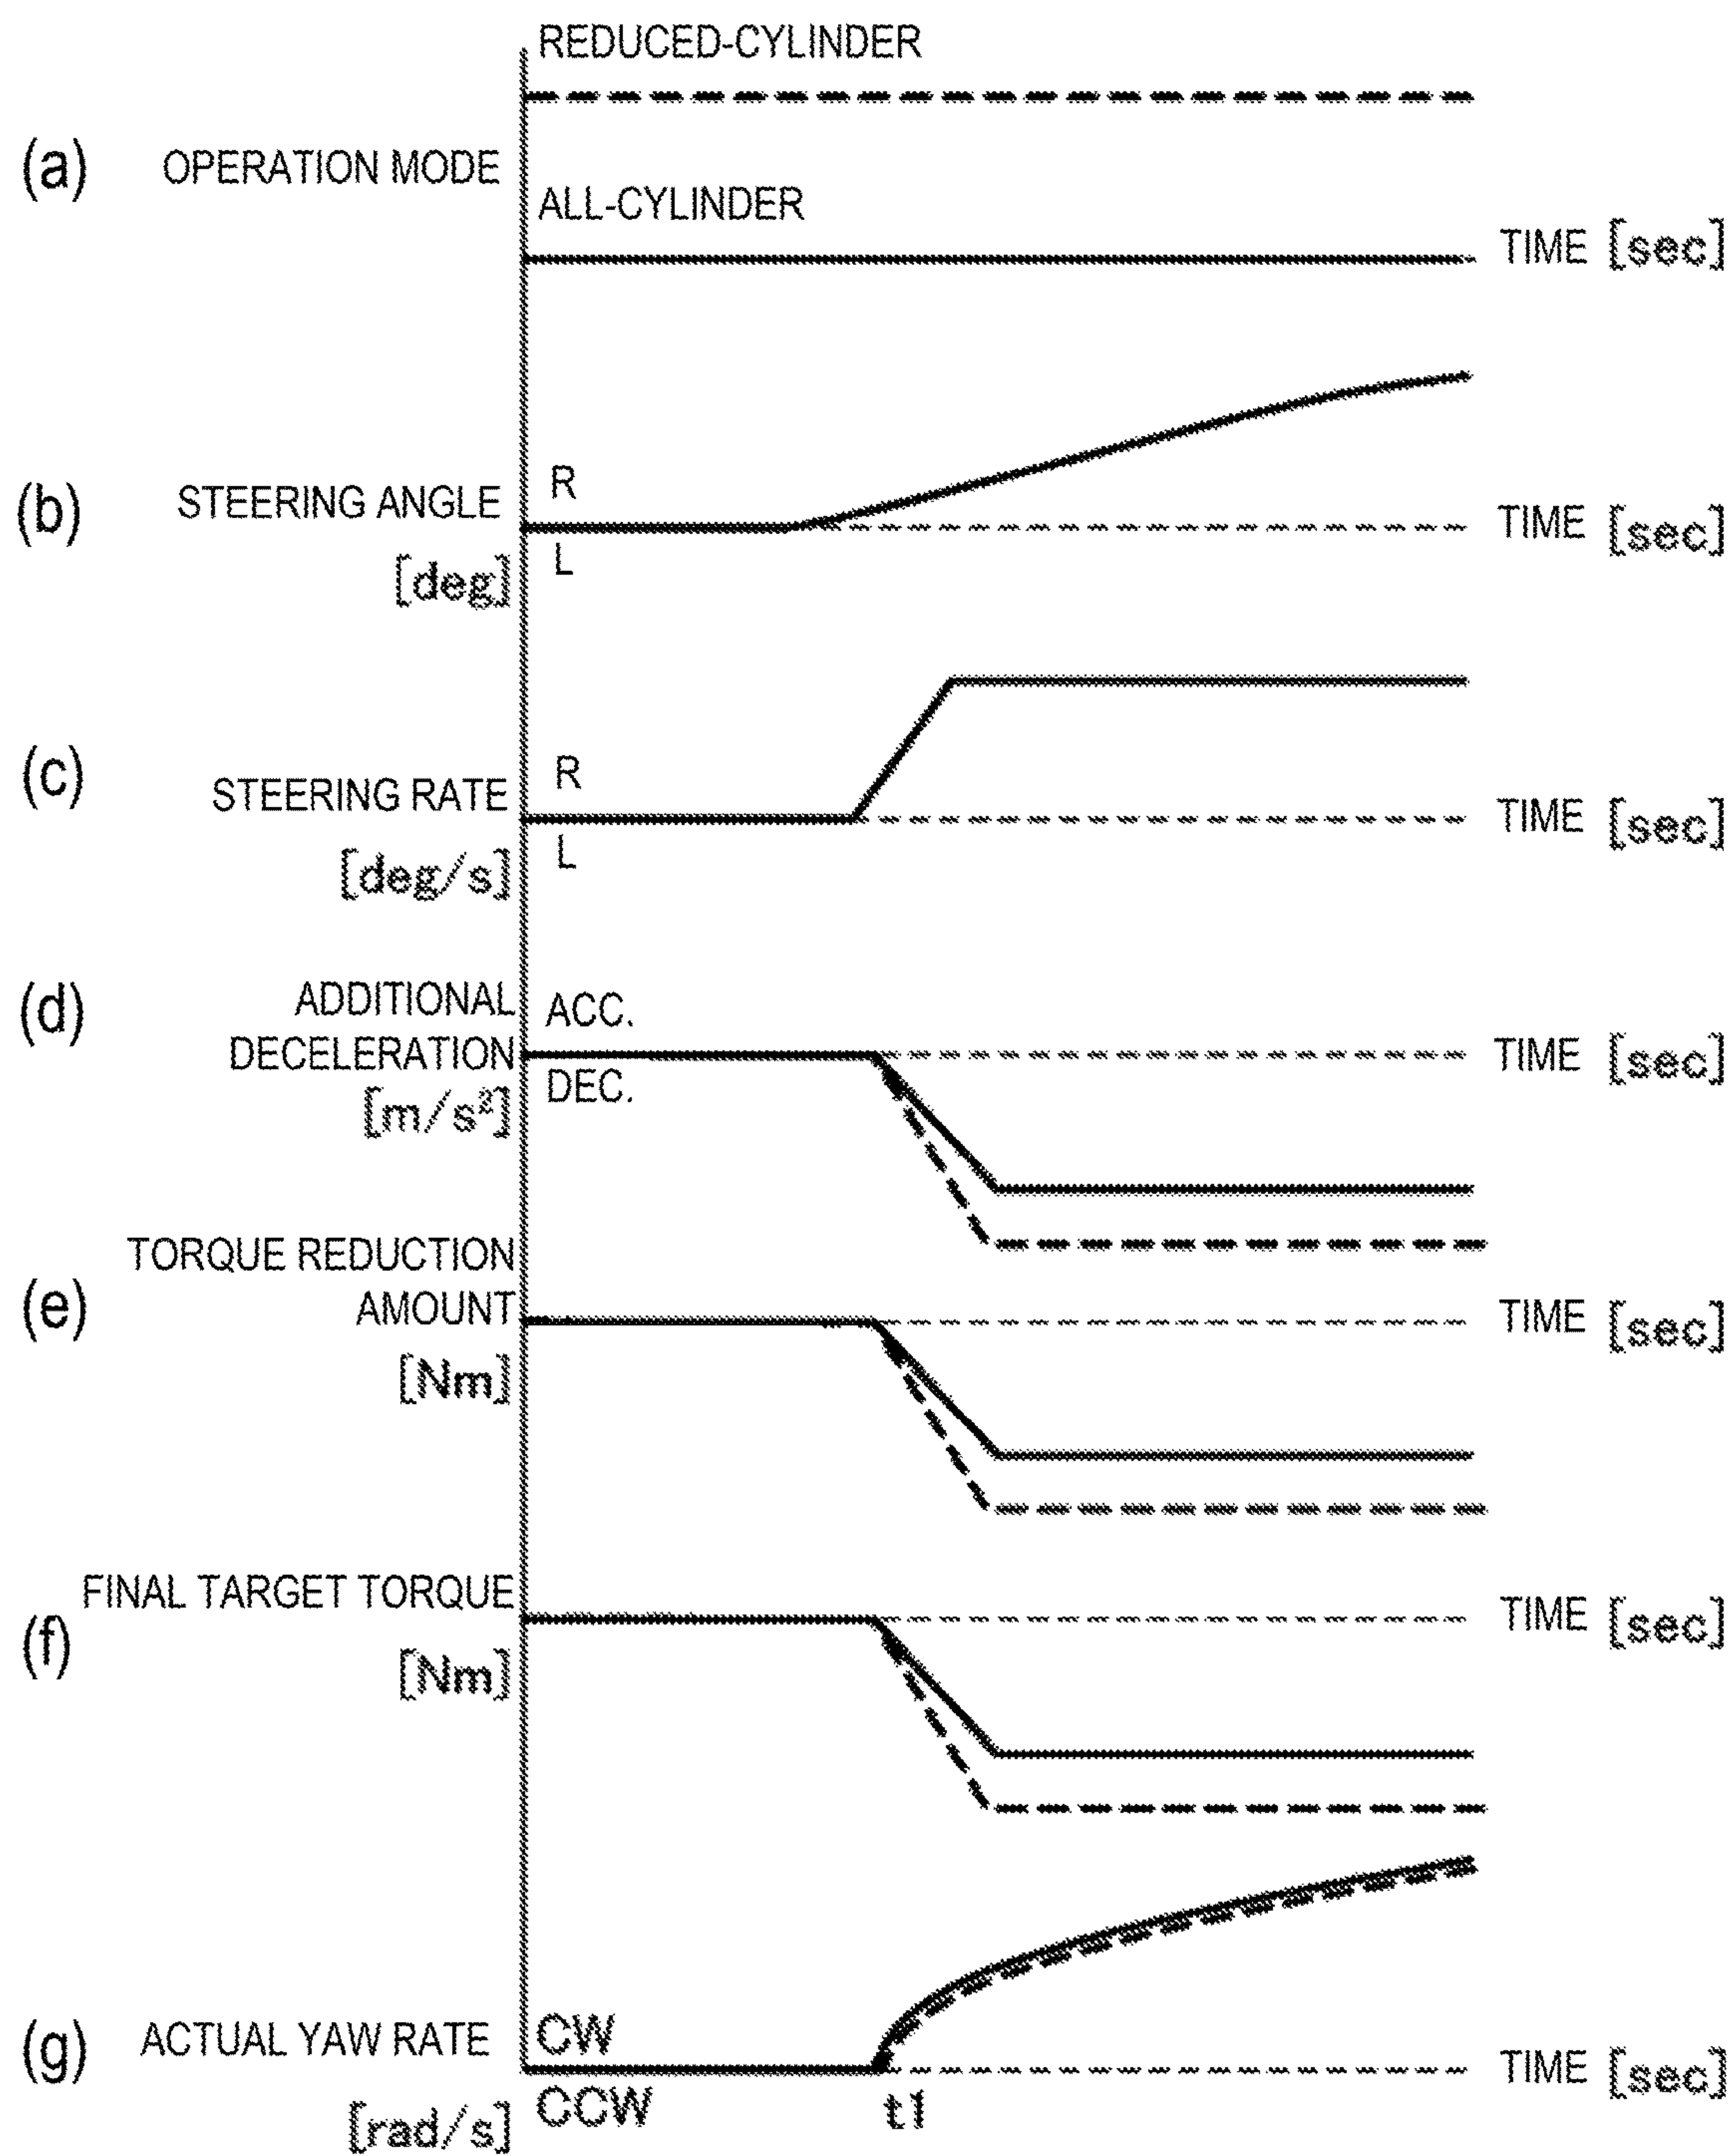 REDUCED-CYLINDER
(a) OPERATION MODE
ALL-CYLINDER
TIME [sec]
R
(b) STEERING ANGLE
TIME [sec]
L
[deg]
R
(c) STEERING RATE
TIME [sec]
L
[deg/s]
(d) ADDITIONAL
ACC.
DECELERATION
TIME [sec]
DEC.
[m/s²]
TORQUE REDUCTION
(e) AMOUNT
TIME [sec]
[Nm]
FINAL TARGET TORQUE
TIME [sec]
(f)
[Nm]
CW
(g) ACTUAL YAW RATE
TIME [sec]
CCW
t1
[rad/s]